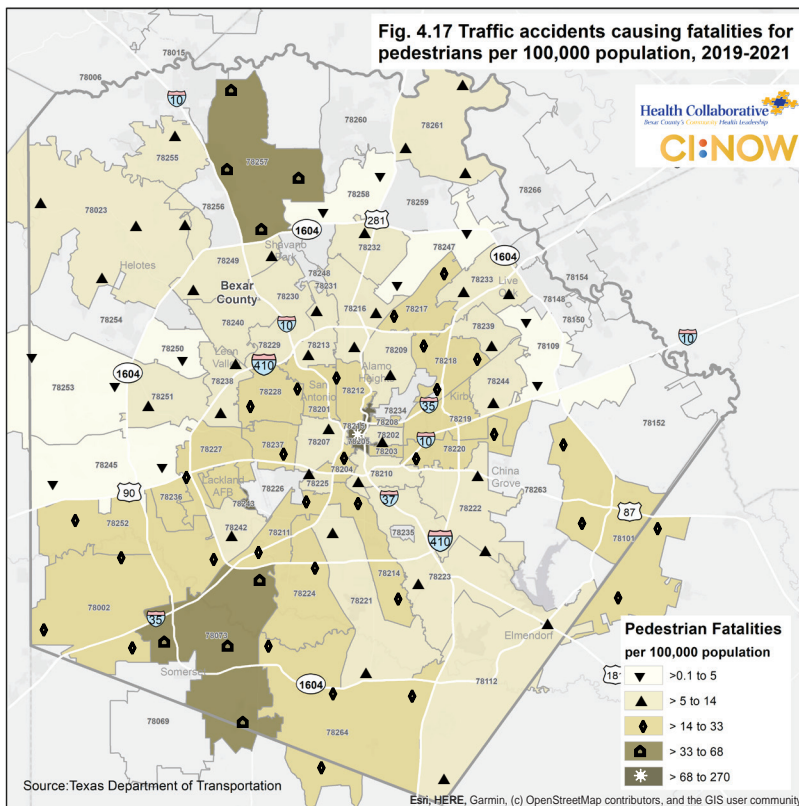 Fig. 4.17 Traffic accidents causing fatalities for
pedestrians per 100,000 population, 2019-2021
Health Collaborative
Bexar County's Community Health Leadership
CI:NOW
78015
78006
10
78260
78261
78255
78257
78258
78259
78266
78256
281
1604
78023
Shavano
Park
78232
78247
1604
Helotes
78249
78248
78231
78233
Live
Oak
78154
Bexar
County
78230
78216
78217
78148
78150
78254
78240
10
78239
10
78250
78229
78213
78209
78218
78109
Leon
Valley
410
Alamo
Heights
1604
78238
San
Antonio
78212
78244
78253
78251
78228
Kirby
78201
78234
35
78219
78152
78207
78208
78202
10
78227
78237
78203
78220
78245
78204
78210
China
Grove
Lackland
AFB
78226
78225
90
78236
78263
37
78222
87
78252
78242
78211
78235
410
78101
78214
78223
78002
78224
78221
35
Elmendorf
78073
Somerset
1604
181
78112
78069
78264
Pedestrian Fatalities
per 100,000 population
>0.1 to 5
> 5 to 14
> 14 to 33
> 33 to 68
> 68 to 270
Source:Texas Department of Transportation
Esri, HERE, Garmin, (c) OpenStreetMap contributors, and the GIS user community